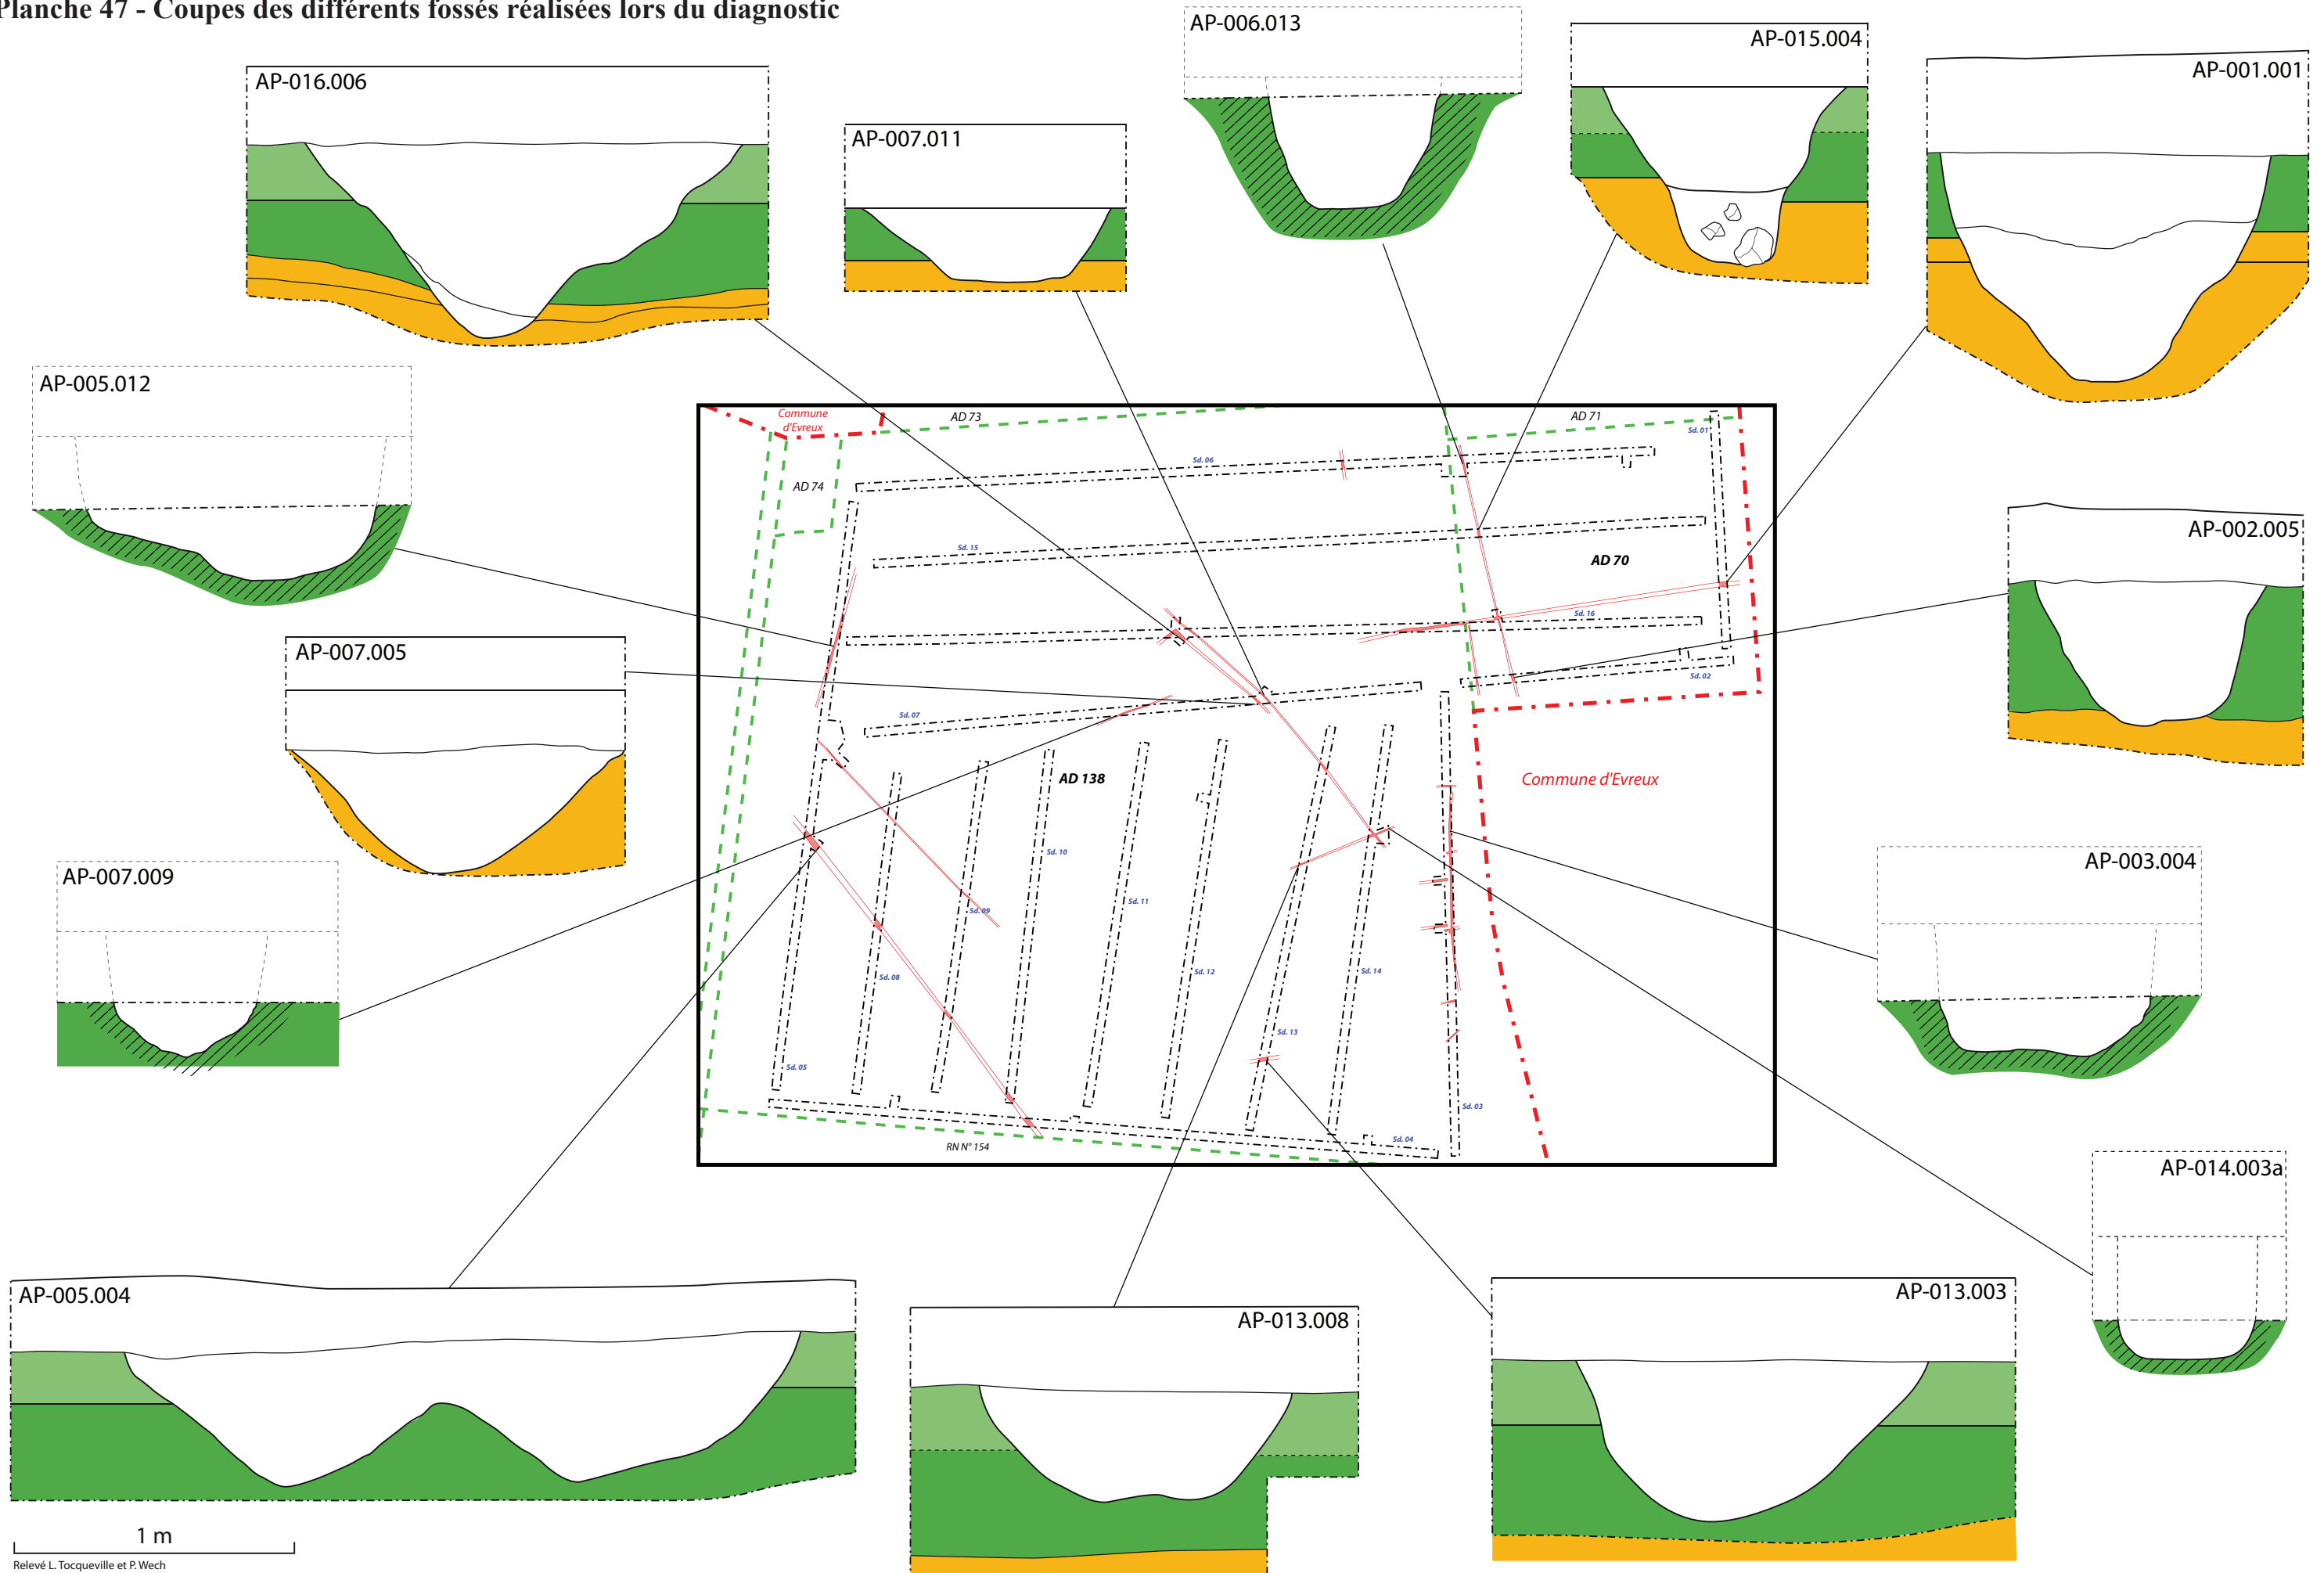 Planche 47 - Coupes des différents fossés réalisées lors du diagnostic
AP-016.006
AP-007.011
AP-006.013
AP-015.004
AP-001.001
AP-005.012
AP-002.005
AP-007.005
AP-007.009
AP-003.004
AP-014.003a
Commune
d'Evreux
AD 73
AD 71
Sd. 01
Sd. 06
AD 74
Sd. 15
AD 70
Sd. 16
Sd. 02
Sd. 07
AD 138
Commune d'Evreux
Sd. 10
Sd. 11
Sd. 09
Sd. 08
Sd. 12
Sd. 14
Sd. 13
Sd. 05
Sd. 03
Sd. 04
RN N° 154
AP-005.004
AP-013.008
AP-013.003
1 m
Relevé L. Tocqueville et P. Wech